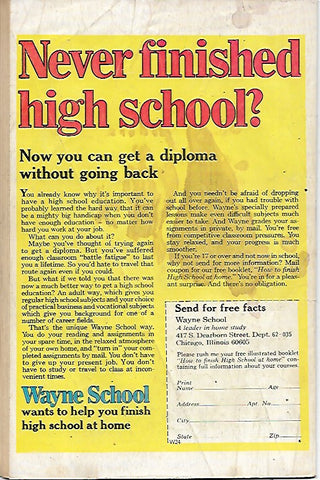 Never finished
high school?
Now you can get a diploma
without going back
You already know why it's important to
have a high school education. You've
probably learned the hard way, that it can
be a mighty big handicap when you don't
have enough education – no matter how
hard you work at your job.
What can you do about it?
Maybe you've thought of trying again
to get a diploma. But you've suffered
enough classroom "battle fatigue" to last
you a lifetime. So you'd hate to travel that
route again even if you could.
But what if you told that there was
now a much better way to get a high school
education? An adult way, which gives you
regular high school subjects and your choice
of practical business and vocational subjects
which give you background for one of a
number of career fields.
That's the unique Wayne School way.
You do your reading and assignments in
your spare time, in the relaxed atmosphere
of your own home, and "turn in" your com-
pleted assignments by mail. You don't have
to give up your present job. You don't
have to study or travel to class at incon-
venient times.
Wayne School
wants to help you finish
high school at home
And you needn't be afraid of dropping
out all over again, if you had trouble with
school before. Wayne's specially prepared
lessons make even difficult subjects much
easier to take. And Wayne grades your as-
signments in private, by mail. You're free
from competitive classroom pressures. You
stay relaxed, and your progress is much
smoother.
If you're 17 or over and not now in school,
why not send for more information? Mail
coupon for our free booklet, "How to finish
High School at home." You're in for a pleas-
ant surprise. And there's no obligation.
Send for free facts
Wayne School
A leader in home study
417 S. Dearborn Street, Dept. 62-035
Chicago, Illinois 60605
Please rush me your free illustrated booklet
"How to finish High School at home" con-
taining full information about your courses.
Print
Name Age
Address Apt. No.
City
State Zip
W24